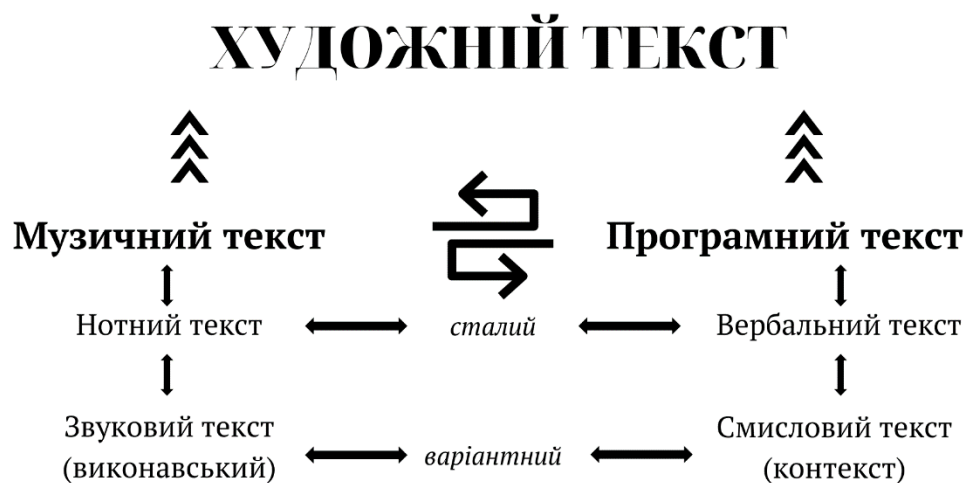 ХУДОЖНІЙ ТЕКСТ
Музичний текст
Програмний текст
Нотний текст
сталий
Вербальний текст
Звуковий текст
(виконавський)
варіантний
Смисловий текст
(контекст)